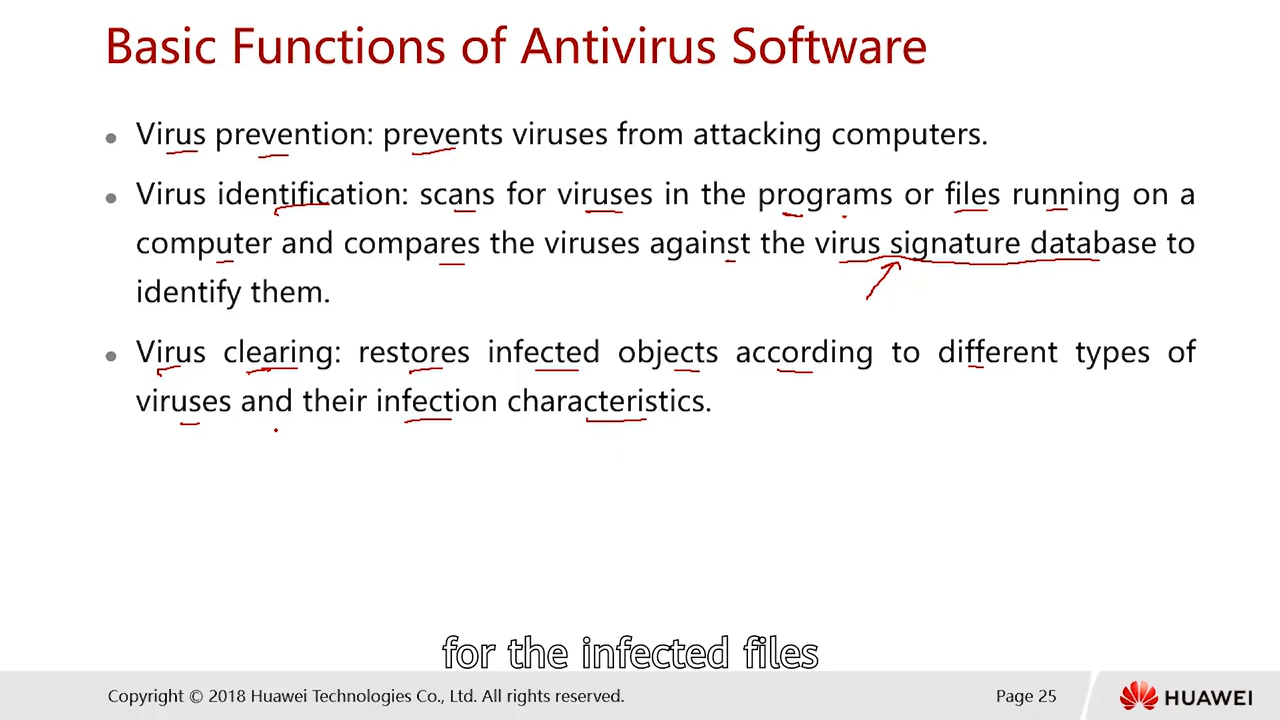 Basic Functions of Antivirus Software
● Virus prevention: prevents viruses from attacking computers.
● Virus identification: scans for viruses in the programs or files running on a
computer and compares the viruses against the virus signature database to
identify them.
● Virus clearing: restores infected objects according to different types of
viruses and their infection characteristics.
for the infected files
Copyright © 2018 Huawei Technologies Co., Ltd. All rights reserved.
Page 25
HUAWEI